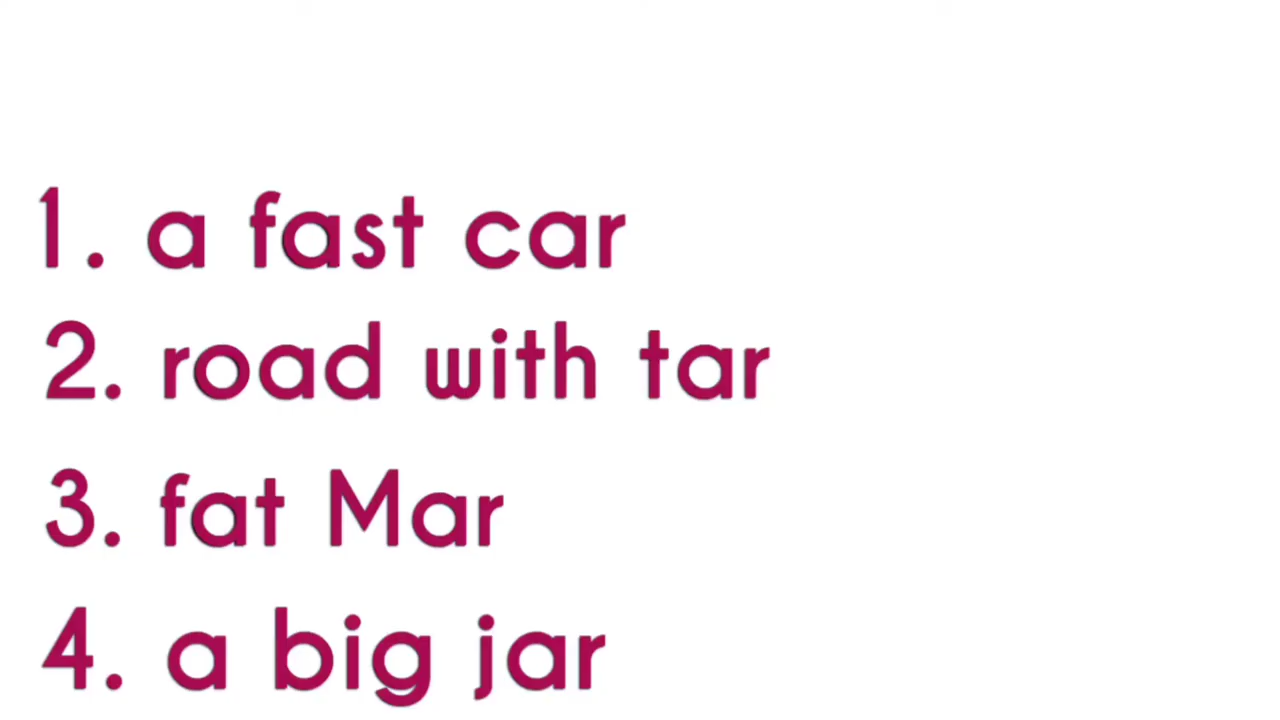 1. a fast car
2. road with tar
3. fat Mar
4. a big jar